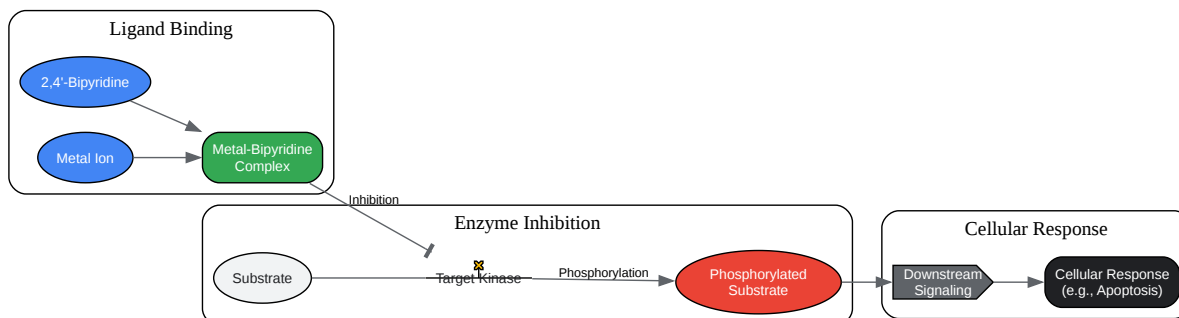 Ligand Binding
2,4'-Bipyridine
Metal Ion
Metal-Bipyridine
Complex
Inhibition
Enzyme Inhibition
Substrate
Target Kinase
Phosphorylation
Phosphorylated
Substrate
Cellular Response
Downstream
Signaling
Cellular Response
(e.g., Apoptosis)